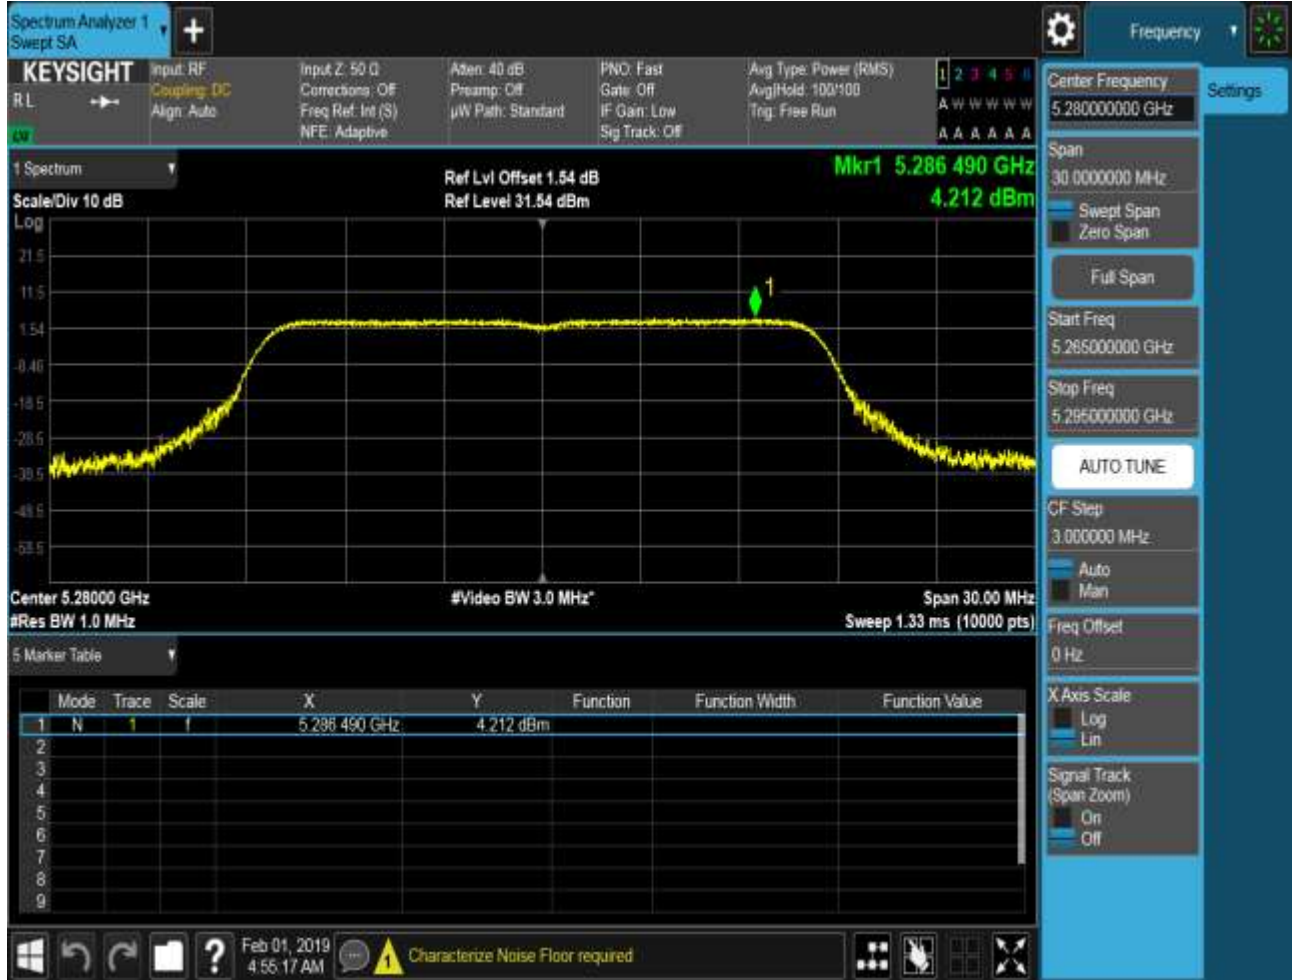 Spectrum Analyzer 1
Swept SA
Frequency
KEYSIGHT
RL
Input: RF
Coupling: DC
Align: Auto
Input Z: 50 Ω
Corrections: Off
Freq Ref: Int (S)
NFE: Adaptive
Atten: 40 dB
Preamp: Off
µW Path: Standard
PNO: Fast
Gate: Off
IF Gain: Low
Sig Track: Off
Avg Type: Power (RMS)
Avg|Hold: 100/100
Trig: Free Run
1 2 3 4 5 6
A W W W W W
A A A A A A
1 Spectrum
Scale/Div 10 dB
Log
Ref Lvl Offset 1.54 dB
Ref Level 31.54 dBm
Mkr1 5.286 490 GHz
4.212 dBm
21.5
11.5
1.54
-8.46
-18.5
-28.5
-38.5
-48.5
-58.5
1
Center 5.28000 GHz
#Res BW 1.0 MHz
#Video BW 3.0 MHz*
Span 30.00 MHz
Sweep 1.33 ms (10000 pts)
5 Marker Table
Mode Trace Scale X Y Function Function Width Function Value
1 N 1 f 5.286 490 GHz 4.212 dBm
2
3
4
5
6
7
8
9
Feb 01, 2019
4:55:17 AM
1
Characterize Noise Floor required
Settings
Center Frequency
5.280000000 GHz
Span
30.0000000 MHz
Swept Span
Zero Span
Full Span
Start Freq
5.265000000 GHz
Stop Freq
5.295000000 GHz
AUTO TUNE
CF Step
3.000000 MHz
Auto
Man
Freq Offset
0 Hz
X Axis Scale
Log
Lin
Signal Track
(Span Zoom)
On
Off